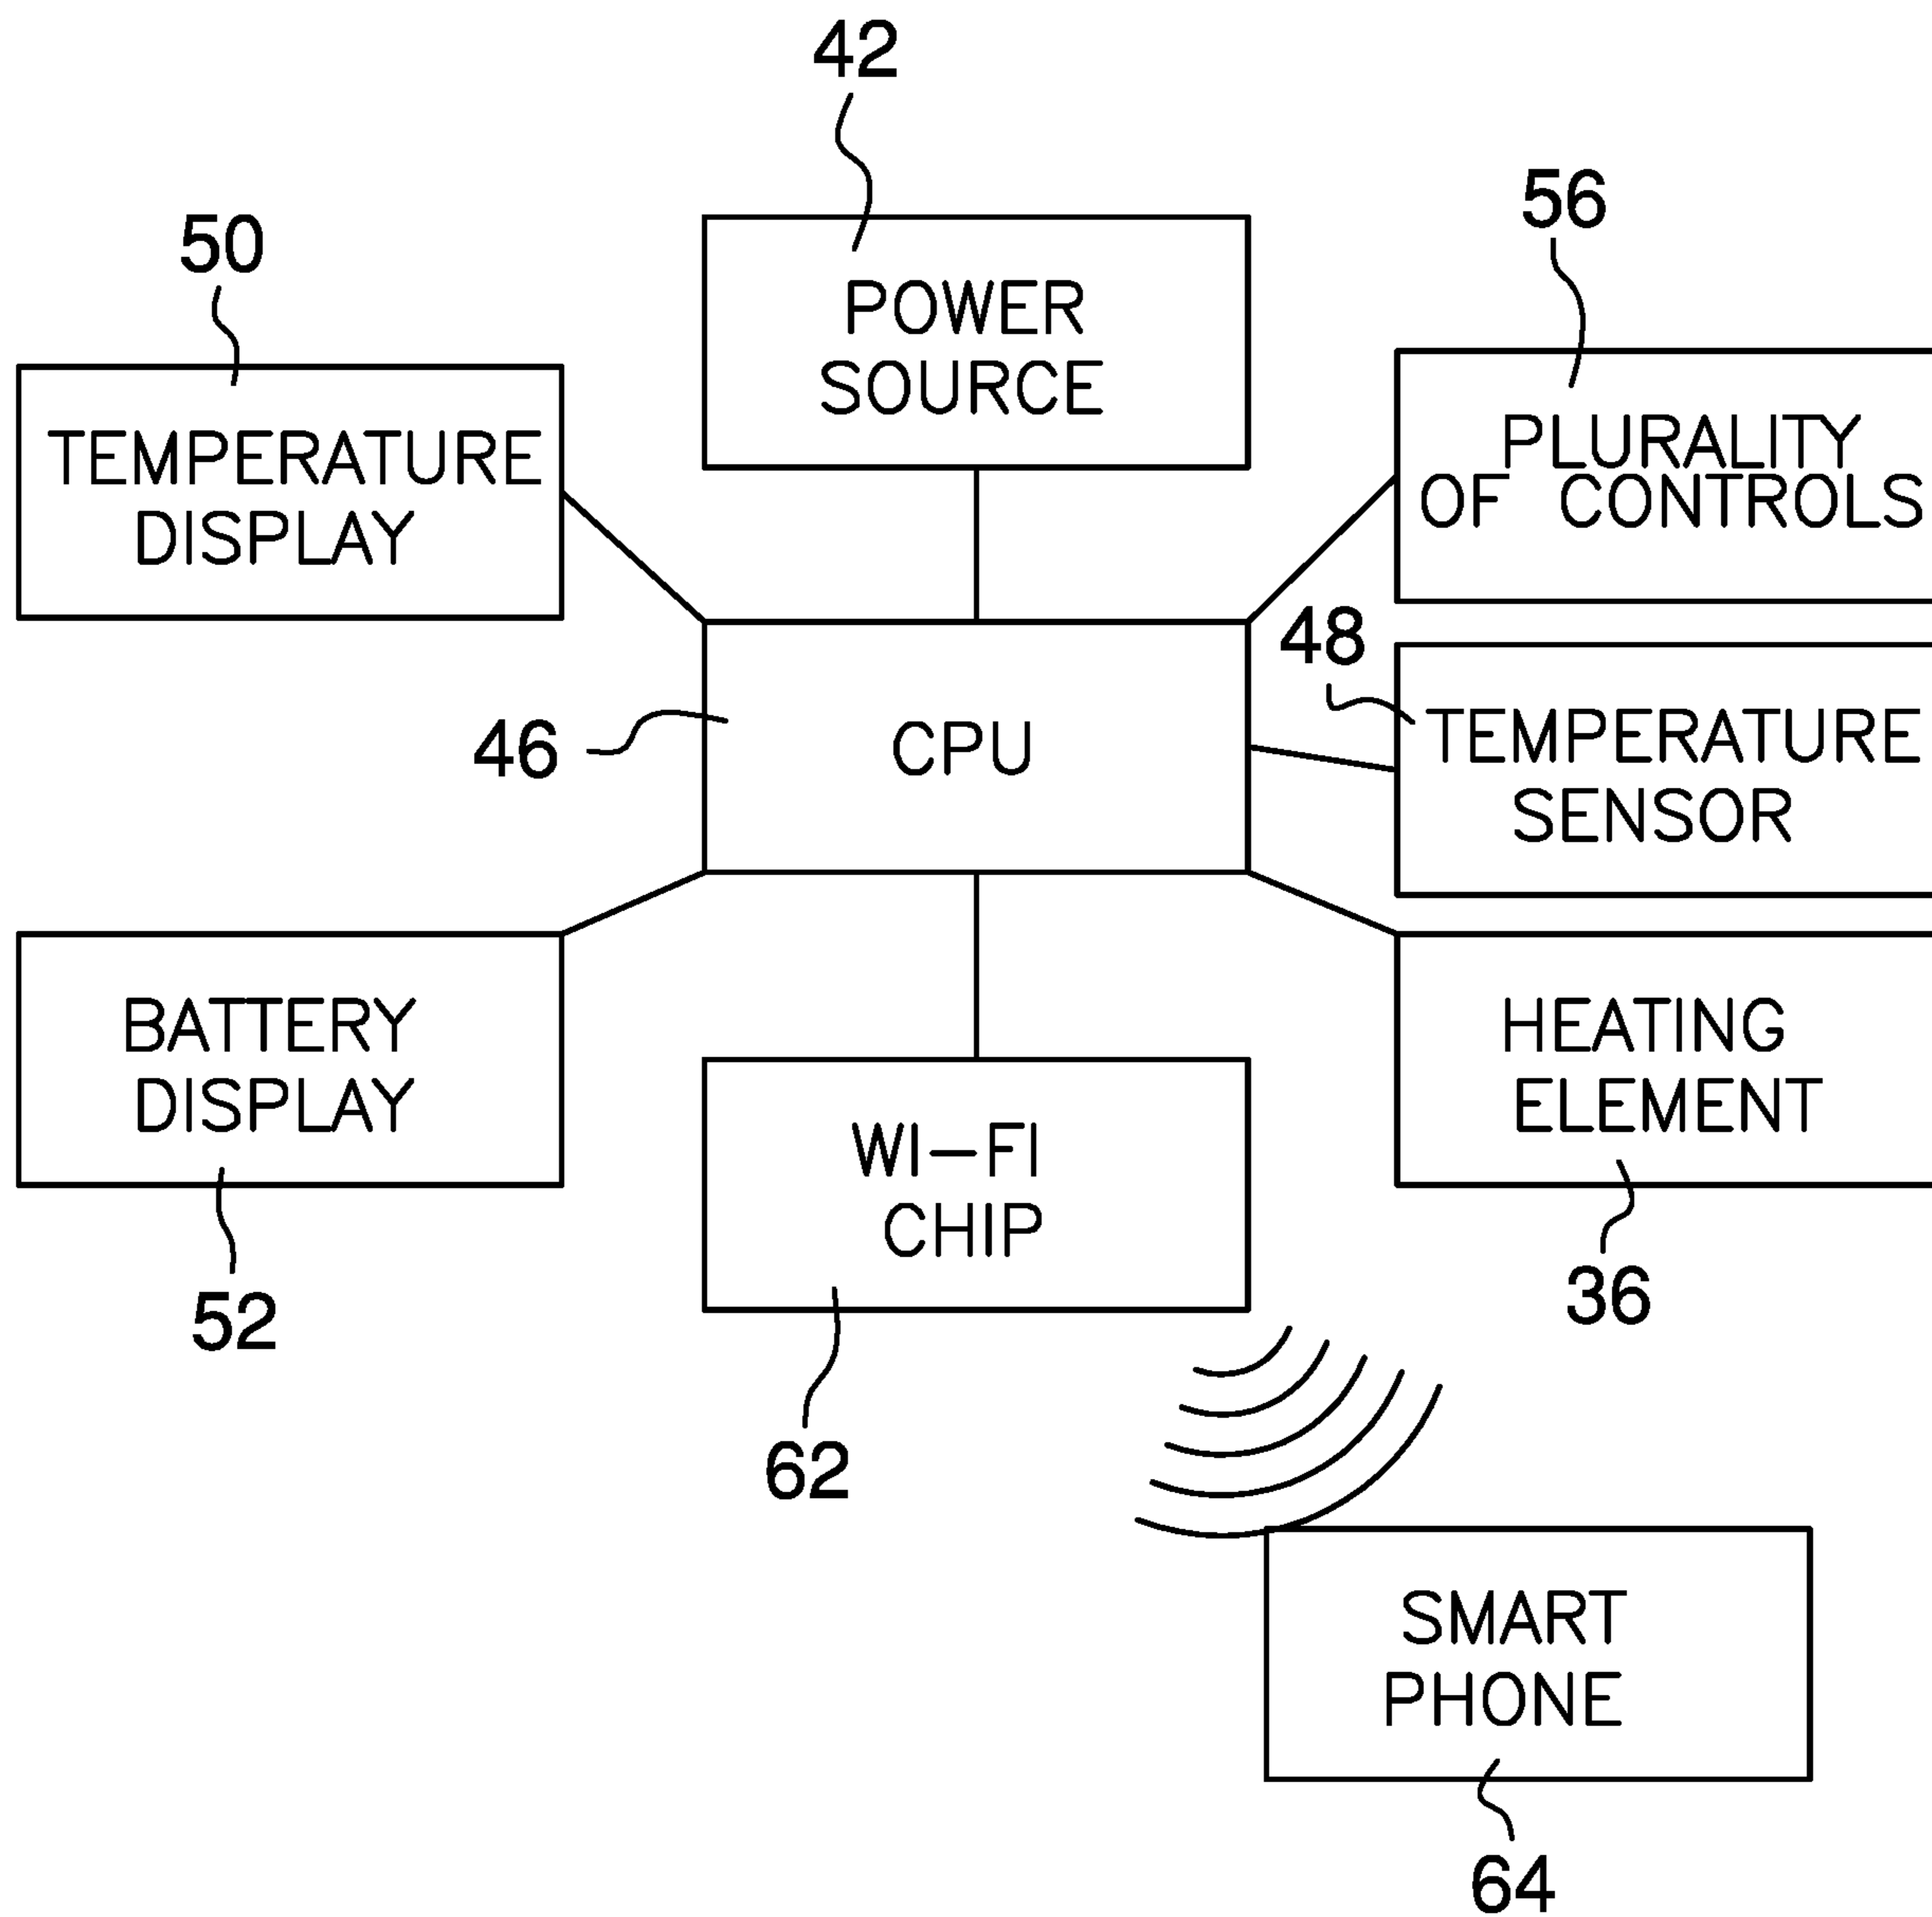 42
POWER
SOURCE
50
TEMPERATURE
DISPLAY
56
PLURALITY
OF CONTROLS
46
CPU
48
TEMPERATURE
SENSOR
BATTERY
DISPLAY
52
WI-FI
CHIP
62
HEATING
ELEMENT
36
SMART
PHONE
64